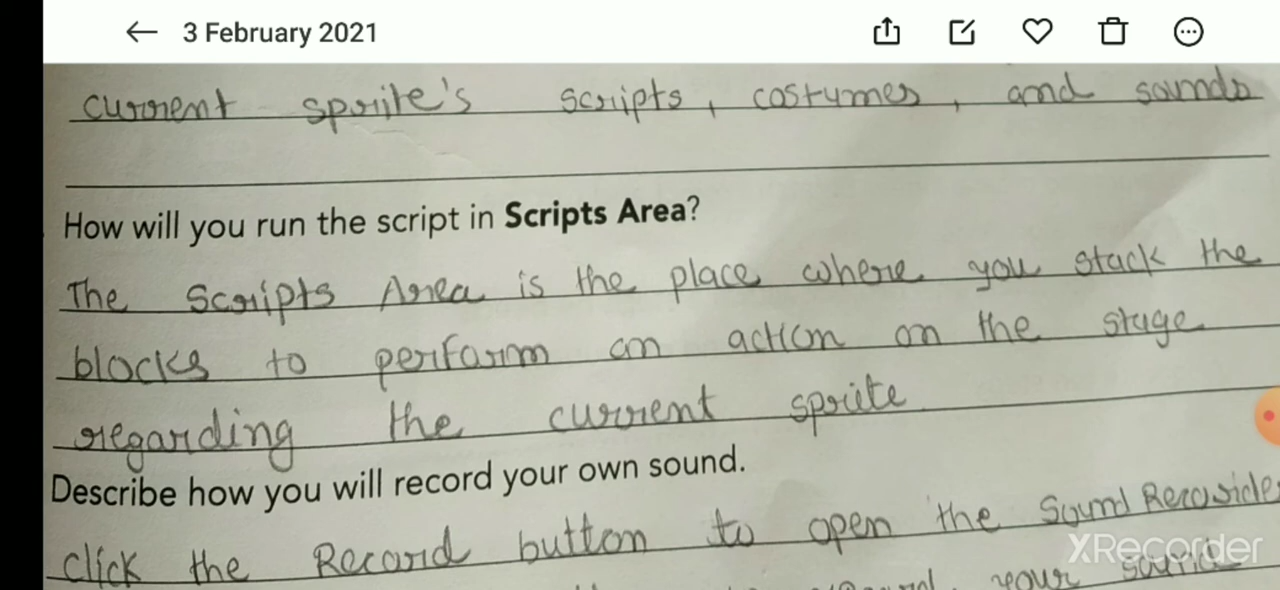 3 February 2021
current sprite's scripts, costumes, and sounds
How will you run the script in Scripts Area?
The Scripts Area is the place where you stack the
blocks to perform an action on the stage
regarding the current sprite
Describe how you will record your own sound.
click the Record button to open the Sound Recorder
XRecorder
your sound